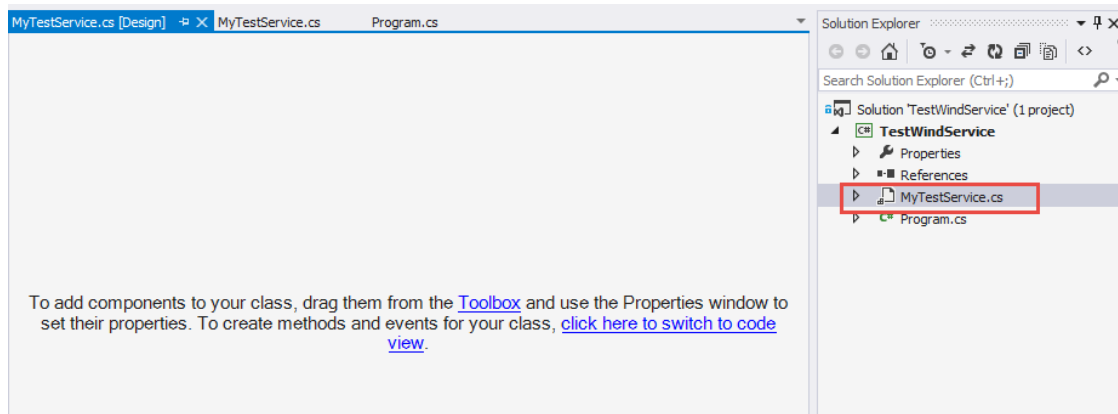 MyTestService.cs [Design]
MyTestService.cs
Program.cs
To add components to your class, drag them from the Toolbox and use the Properties window to
set their properties. To create methods and events for your class, click here to switch to code
view.
Solution Explorer
Search Solution Explorer (Ctrl+;)
Solution 'TestWindService' (1 project)
C# TestWindService
Properties
References
MyTestService.cs
C# Program.cs